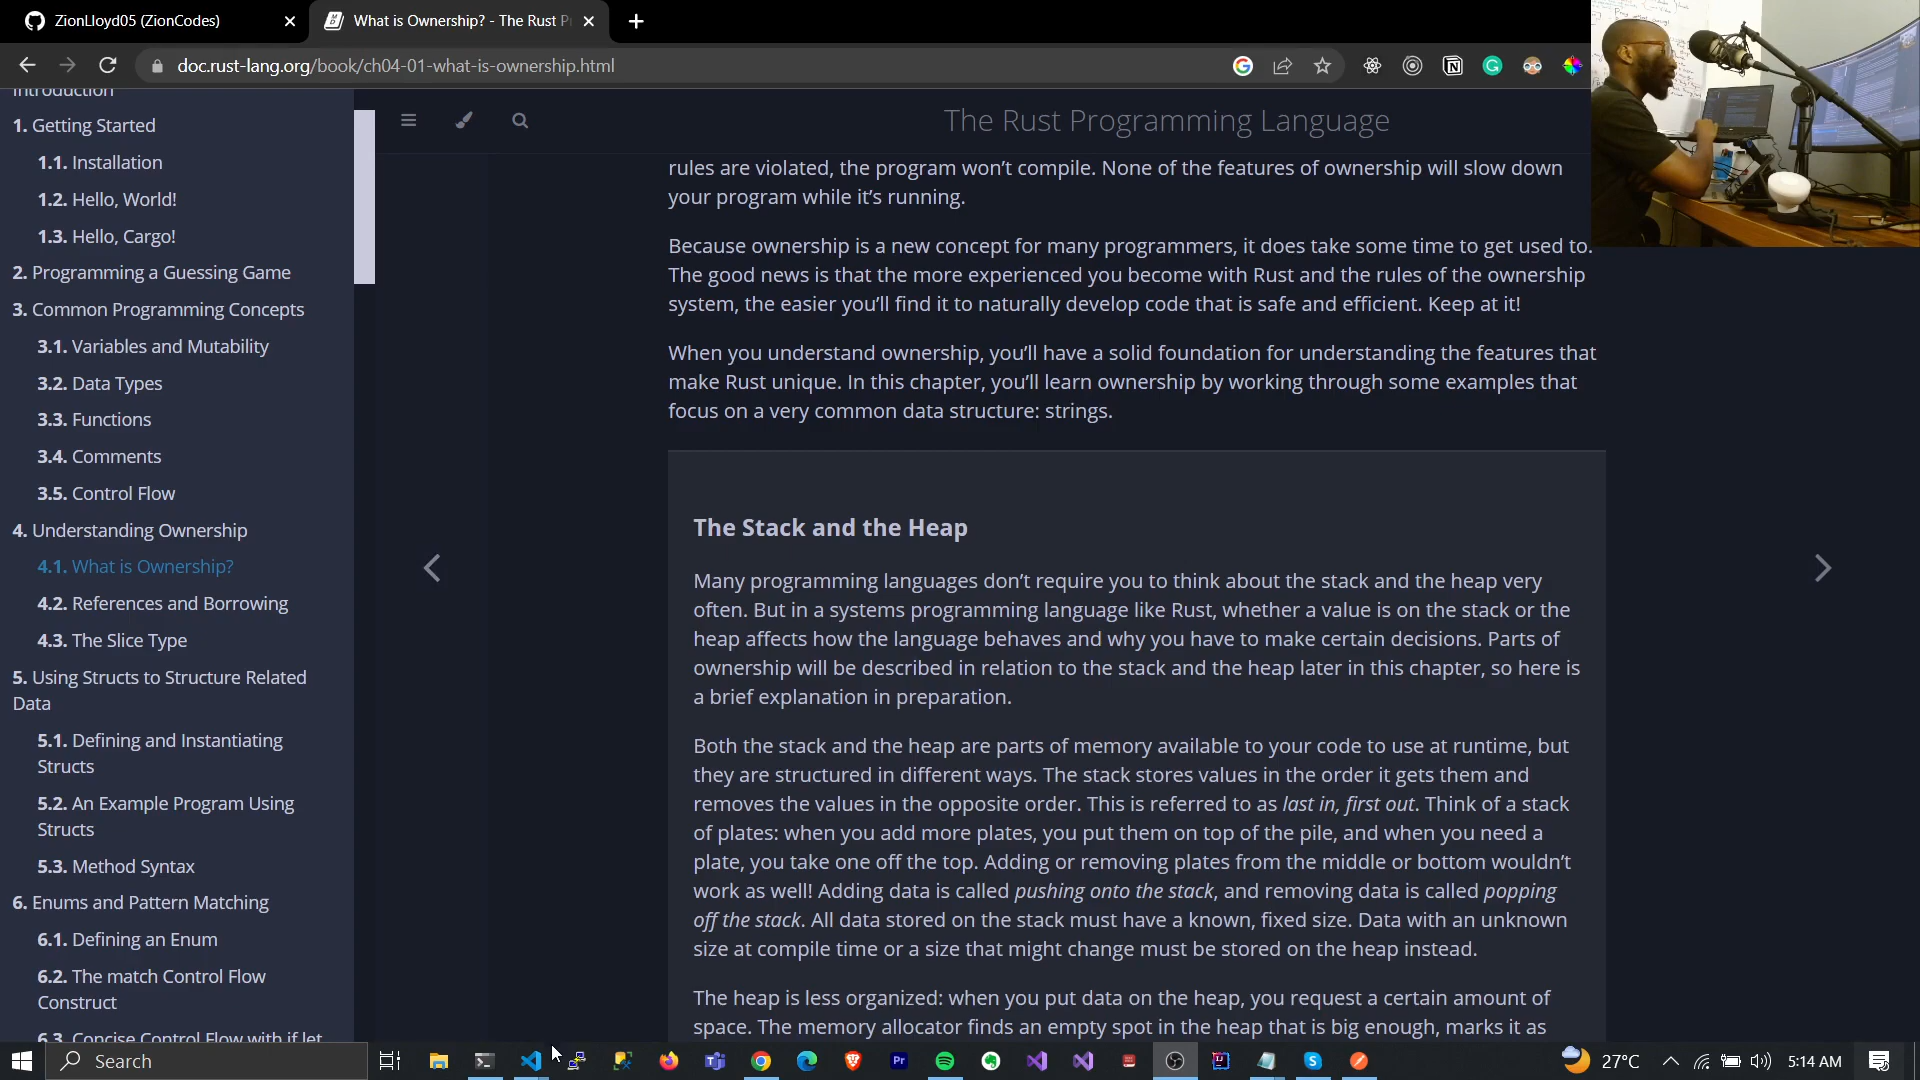 ZionLloyd05 (ZionCodes)
What is Ownership? - The Rust P
doc.rust-lang.org/book/ch04-01-what-is-ownership.html
Introduction
1. Getting Started
1.1. Installation
1.2. Hello, World!
1.3. Hello, Cargo!
2. Programming a Guessing Game
3. Common Programming Concepts
3.1. Variables and Mutability
3.2. Data Types
3.3. Functions
3.4. Comments
3.5. Control Flow
4. Understanding Ownership
4.1. What is Ownership?
4.2. References and Borrowing
4.3. The Slice Type
5. Using Structs to Structure Related
Data
5.1. Defining and Instantiating
Structs
5.2. An Example Program Using
Structs
5.3. Method Syntax
6. Enums and Pattern Matching
6.1. Defining an Enum
6.2. The match Control Flow
Construct
6.3. Concise Control Flow with if let
The Rust Programming Language
rules are violated, the program won’t compile. None of the features of ownership will slow down
your program while it’s running.
Because ownership is a new concept for many programmers, it does take some time to get used to.
The good news is that the more experienced you become with Rust and the rules of the ownership
system, the easier you’ll find it to naturally develop code that is safe and efficient. Keep at it!
When you understand ownership, you’ll have a solid foundation for understanding the features that
make Rust unique. In this chapter, you’ll learn ownership by working through some examples that
focus on a very common data structure: strings.
The Stack and the Heap
Many programming languages don’t require you to think about the stack and the heap very
often. But in a systems programming language like Rust, whether a value is on the stack or the
heap affects how the language behaves and why you have to make certain decisions. Parts of
ownership will be described in relation to the stack and the heap later in this chapter, so here is
a brief explanation in preparation.
Both the stack and the heap are parts of memory available to your code to use at runtime, but
they are structured in different ways. The stack stores values in the order it gets them and
removes the values in the opposite order. This is referred to as last in, first out. Think of a stack
of plates: when you add more plates, you put them on top of the pile, and when you need a
plate, you take one off the top. Adding or removing plates from the middle or bottom wouldn’t
work as well! Adding data is called pushing onto the stack, and removing data is called popping
off the stack. All data stored on the stack must have a known, fixed size. Data with an unknown
size at compile time or a size that might change must be stored on the heap instead.
The heap is less organized: when you put data on the heap, you request a certain amount of
space. The memory allocator finds an empty spot in the heap that is big enough, marks it as
Search
Pr
27°C
5:14 AM